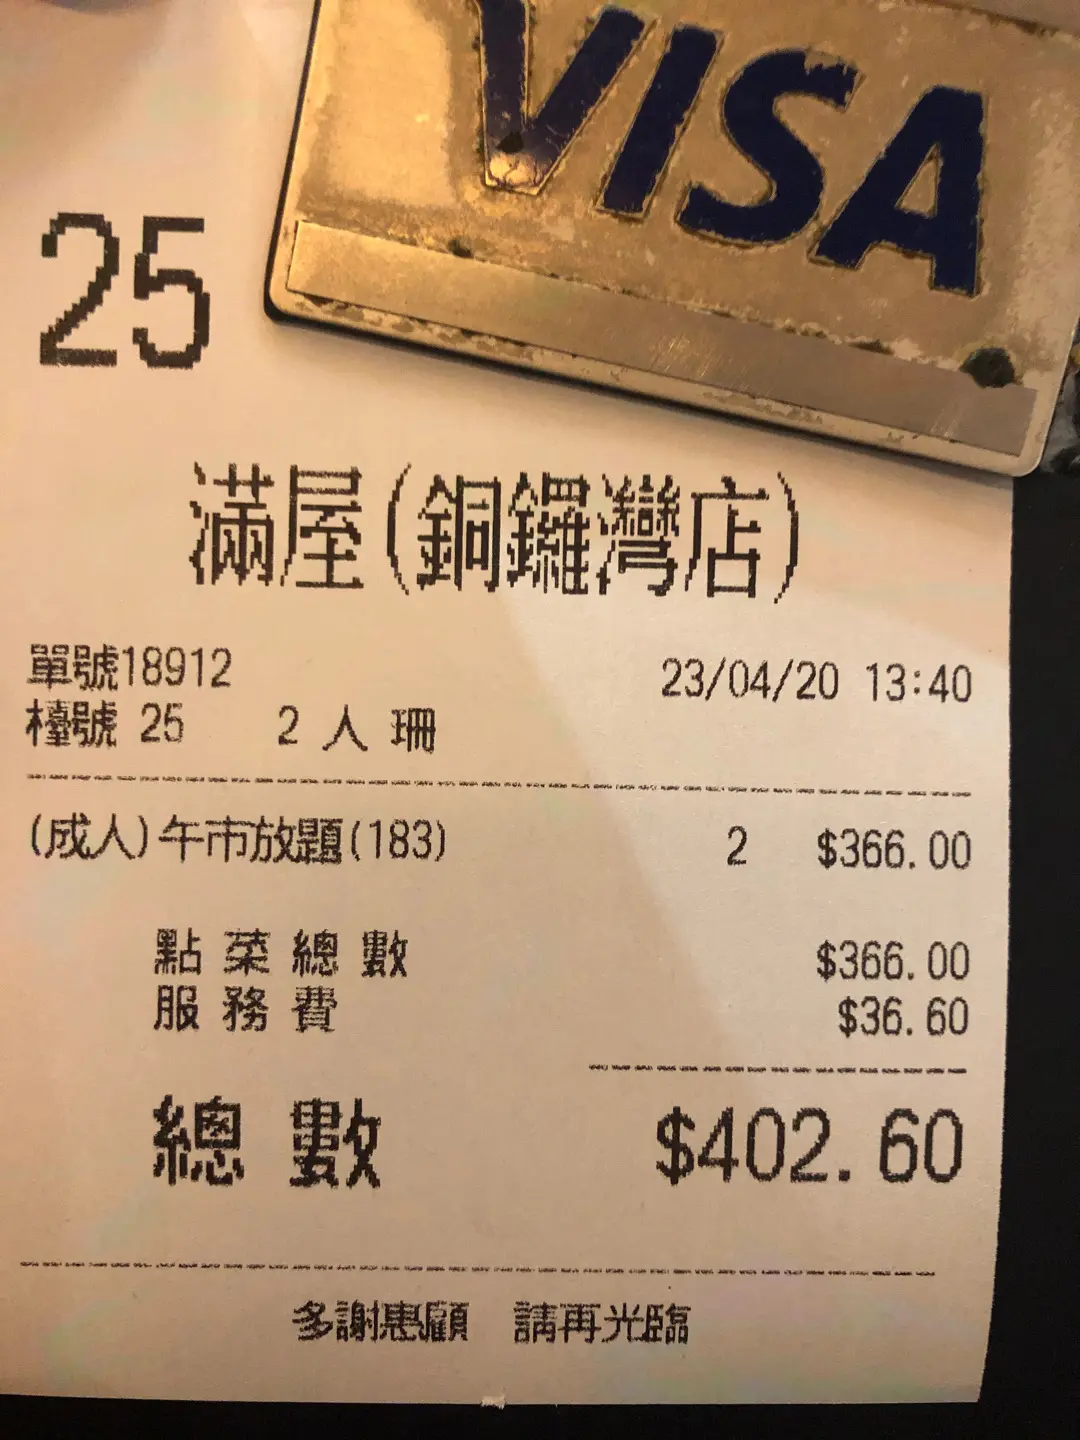 VISA
25
滿屋(銅鑼灣店)
單號18912 23/04/20 13:40
檯號 25 2 人 珊
(成人)午市放題(183) 2 $366.00
點 菜 總 數 $366.00
服 務 費 $36.60
總 數 $402.60
多謝惠顧 請再光臨